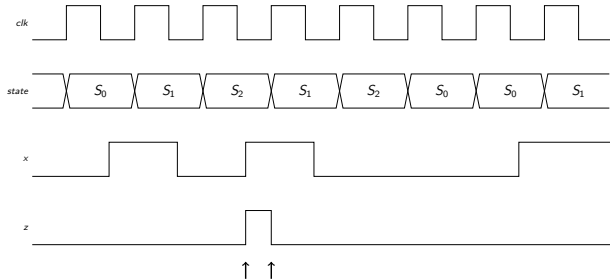 clk
state S₀ S₁ S₂ S₁ S₂ S₀ S₀ S₁
x
z